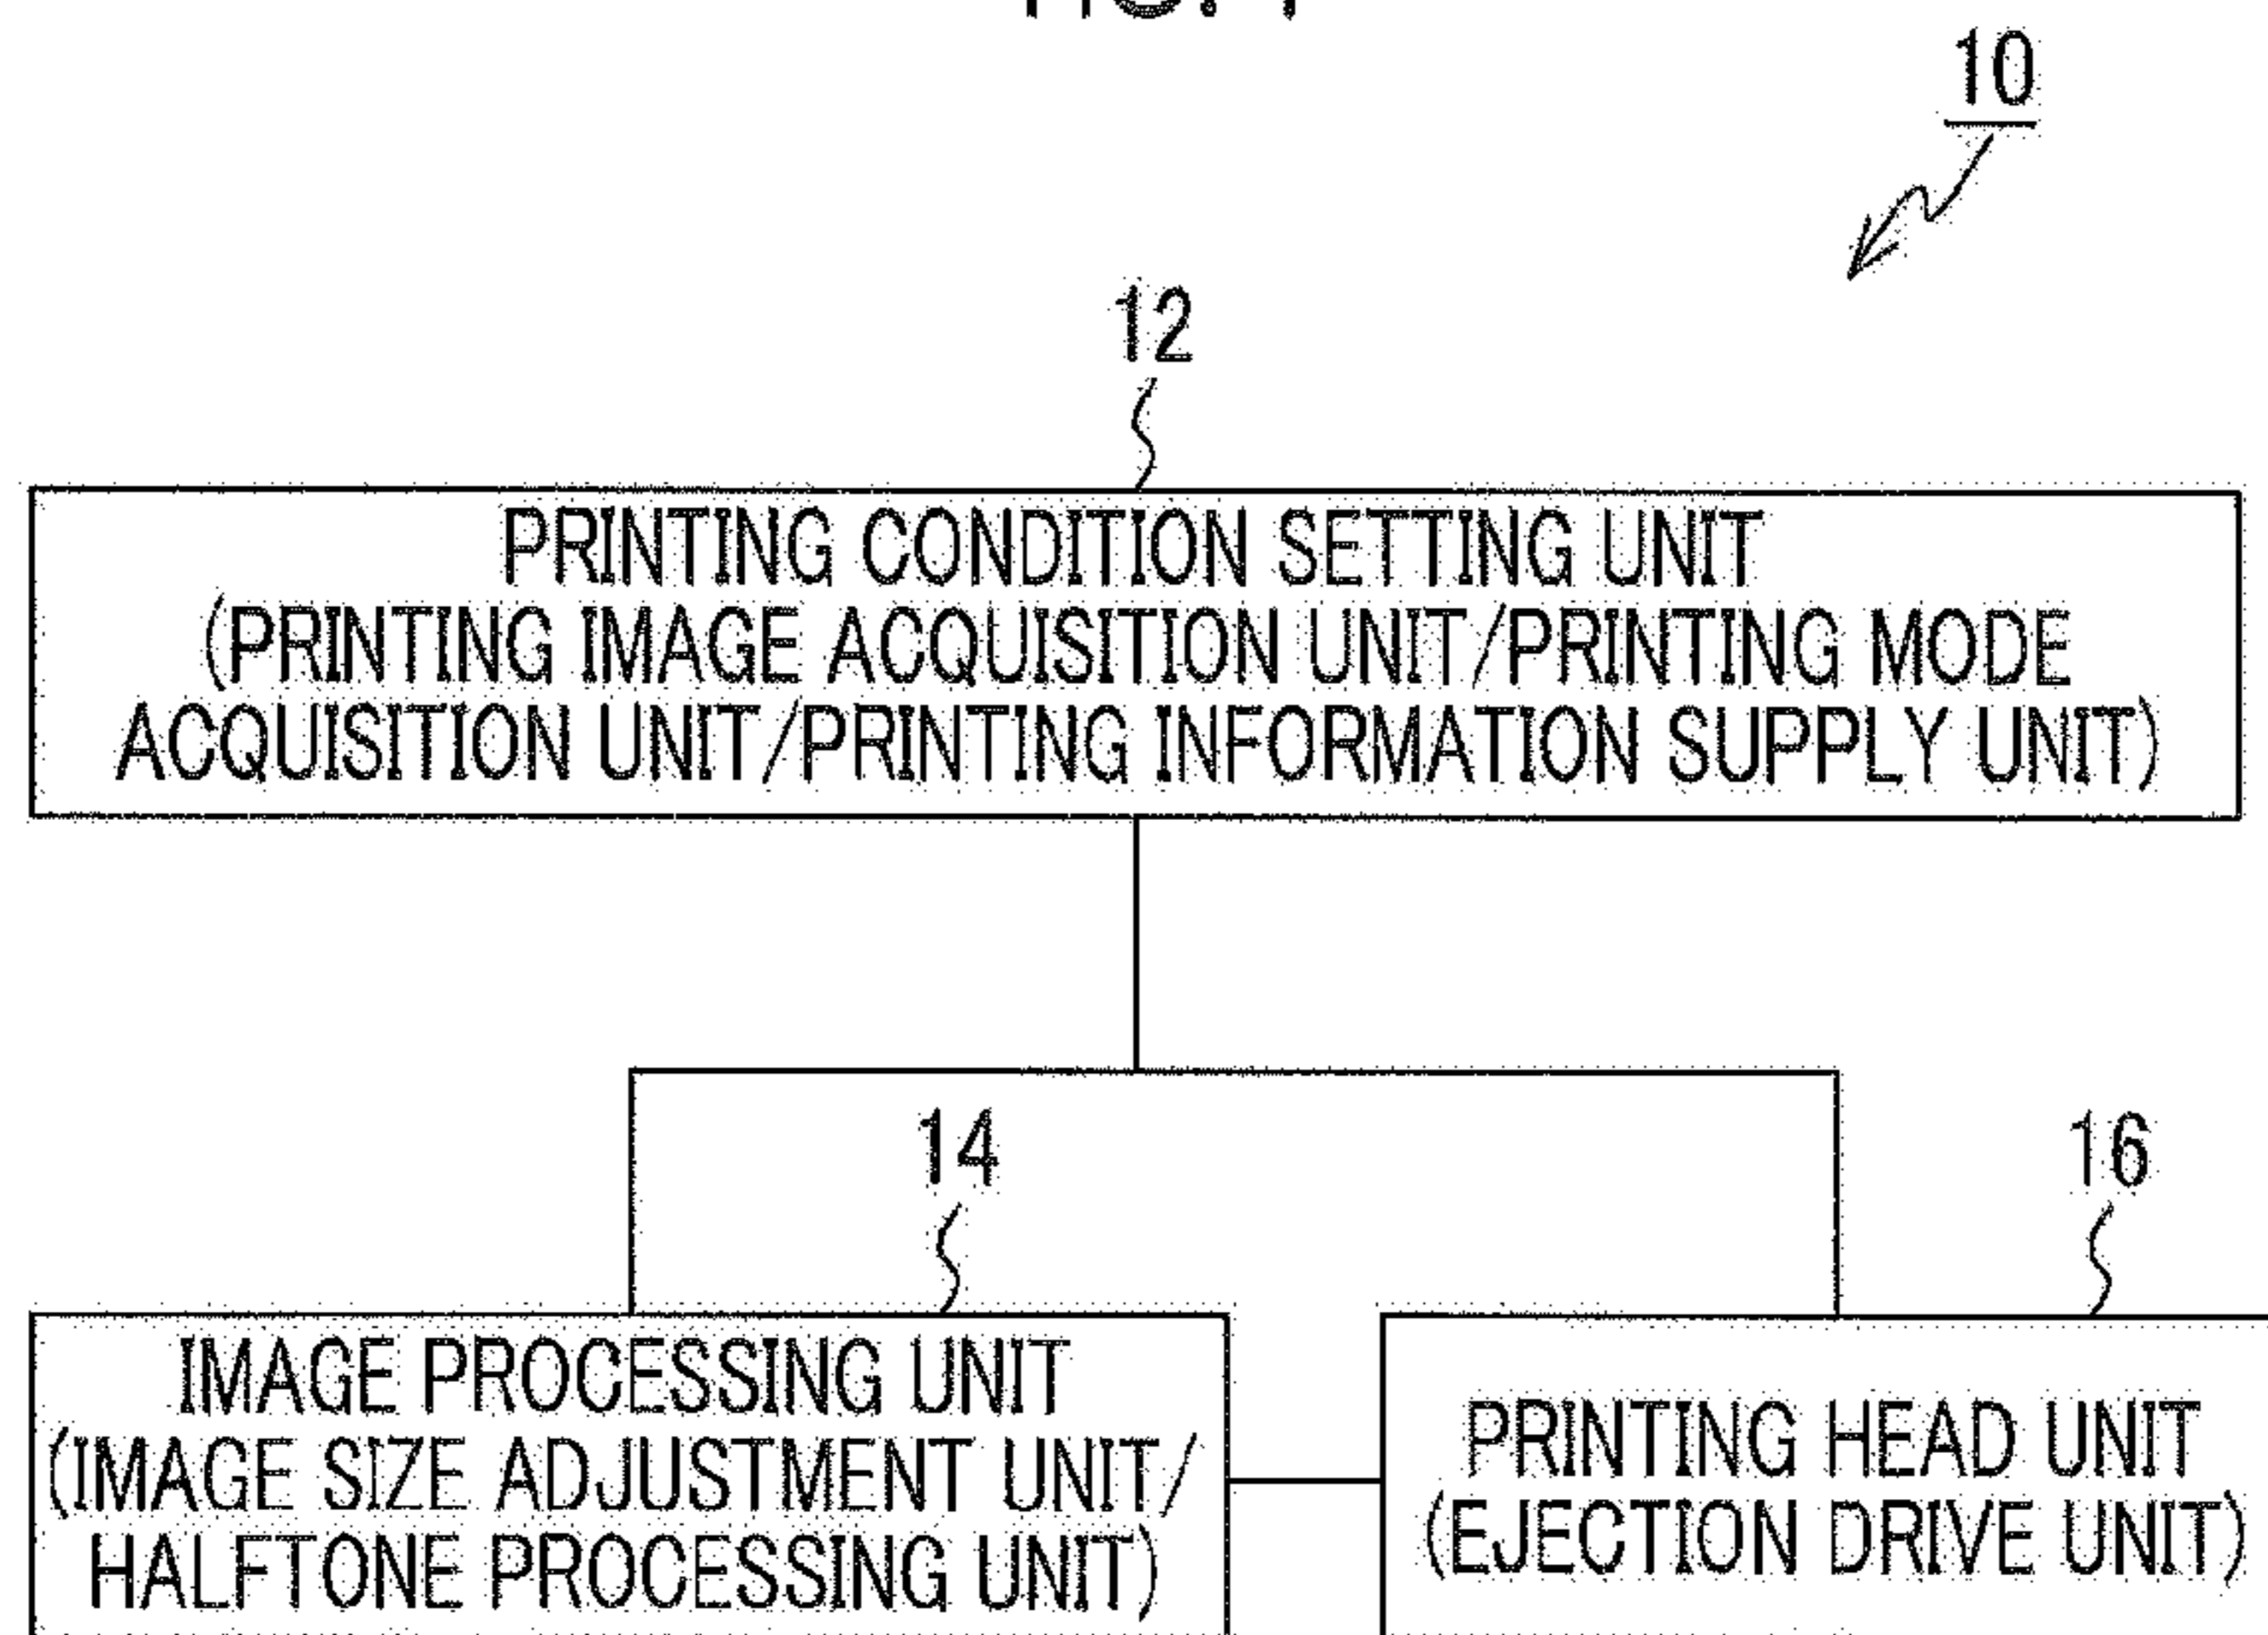 10
12
PRINTING CONDITION SETTING UNIT
(PRINTING IMAGE ACQUISITION UNIT/PRINTING MODE
ACQUISITION UNIT/PRINTING INFORMATION SUPPLY UNIT)
14
16
IMAGE PROCESSING UNIT
(IMAGE SIZE ADJUSTMENT UNIT/
HALFTONE PROCESSING UNIT)
PRINTING HEAD UNIT
(EJECTION DRIVE UNIT)